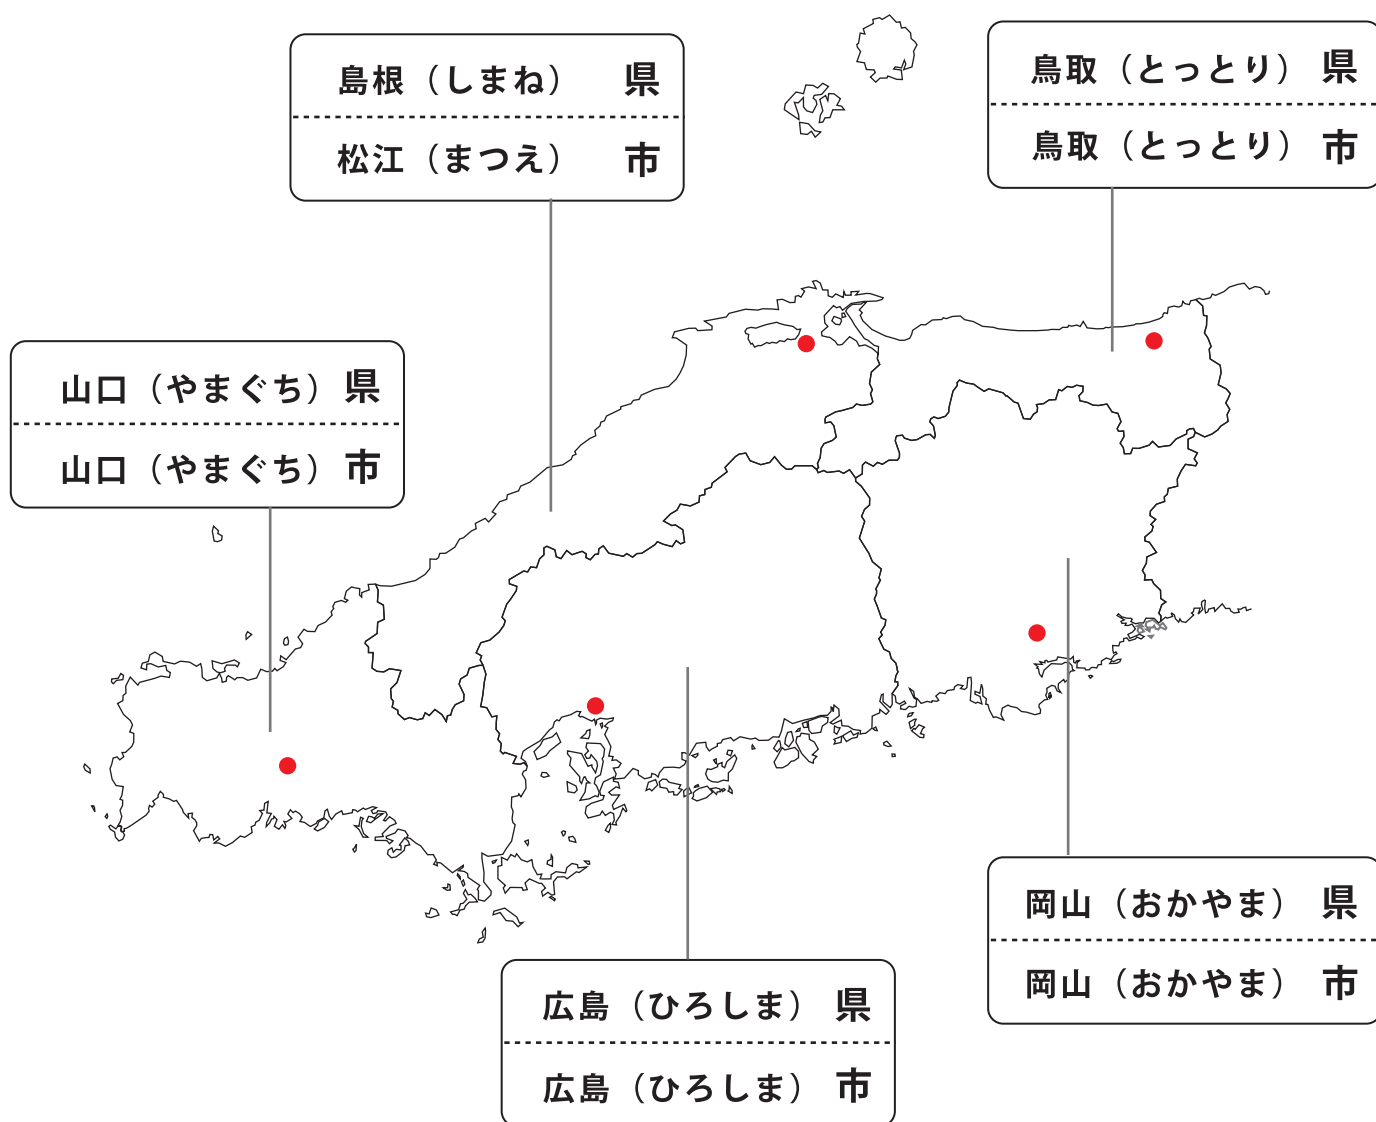 島根（しまね） 県
松江（まつえ） 市
鳥取（とっとり） 県
鳥取（とっとり） 市
山口（やまぐち） 県
山口（やまぐち） 市
岡山（おかやま） 県
岡山（おかやま） 市
広島（ひろしま） 県
広島（ひろしま） 市